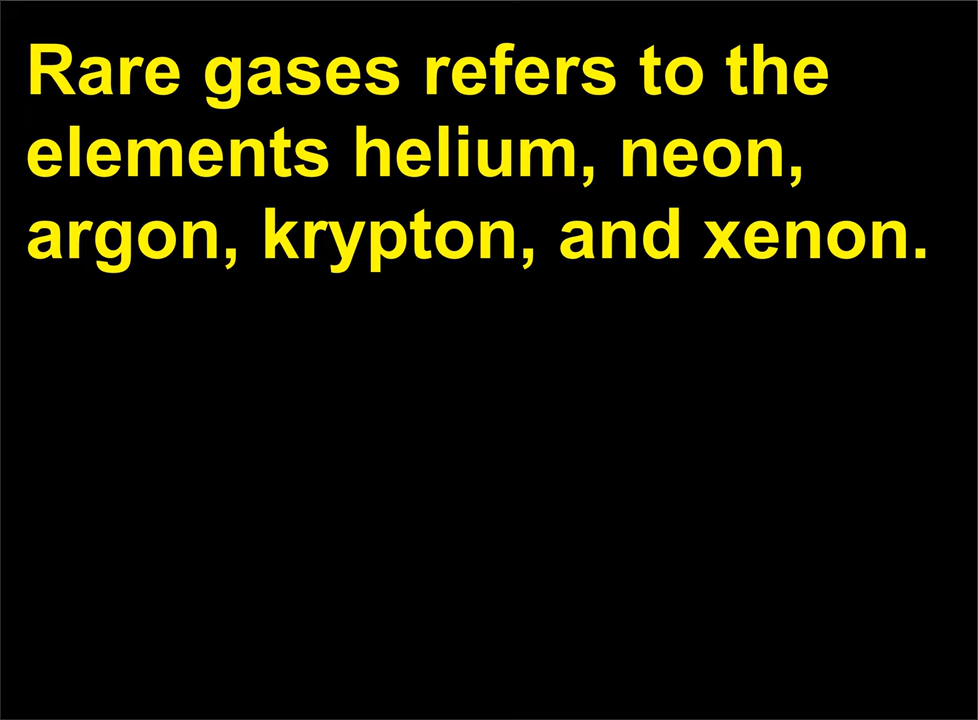 Rare gases refers to the
elements helium, neon,
argon, krypton, and xenon.